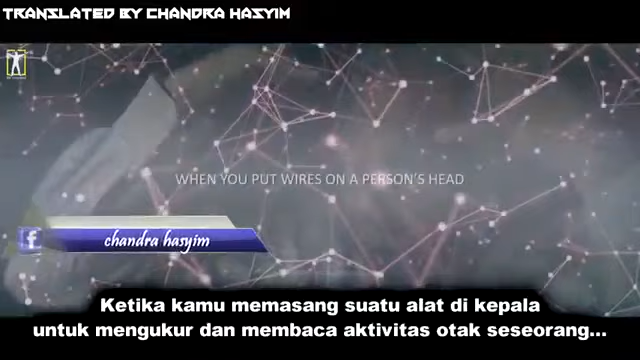 TRANSLATED BY CHANDRA HASYIM
WHEN YOU PUT WIRES ON A PERSON'S HEAD
f
chandra hasyim
Ketika kamu memasang suatu alat di kepala
untuk mengukur dan membaca aktivitas otak seseorang...